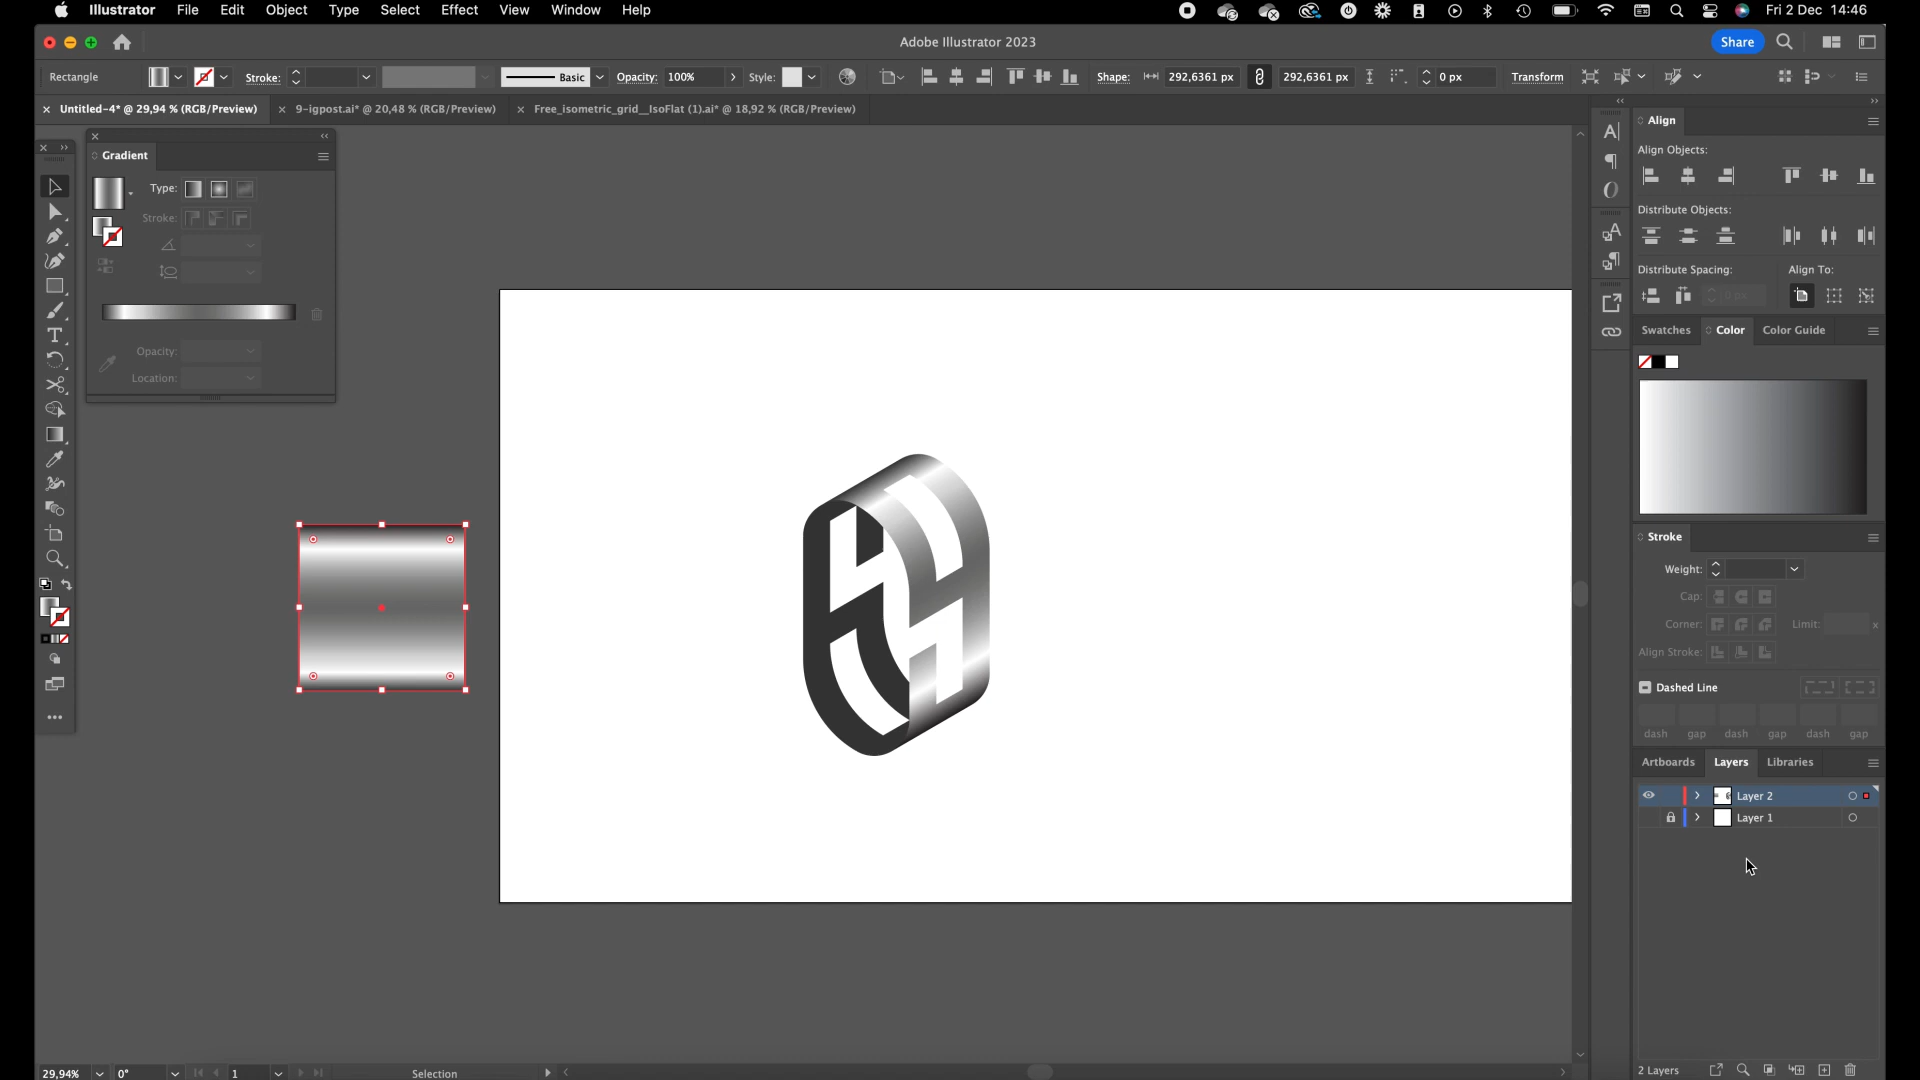 Illustrator File Edit Object Type Select Effect View Window Help
Fri 2 Dec 14:46
Adobe Illustrator 2023
Share
Rectangle Stroke: Basic Opacity: 100% Style: Shape: 292,6361 px 292,6361 px 0 px Transform
Untitled-4* @ 29,94 % (RGB/Preview)
9-igpost.ai* @ 20,48 % (RGB/Preview)
Free_isometric_grid__IsoFlat (1).ai* @ 18,92 % (RGB/Preview)
Gradient
Type:
Stroke:
Opacity:
Location:
Align
Align Objects:
Distribute Objects:
Distribute Spacing: Align To:
0 px
Swatches Color Color Guide
Stroke
Weight:
Cap:
Corner: Limit: x
Align Stroke:
Dashed Line
dash gap dash gap dash gap
Artboards Layers Libraries
Layer 2
Layer 1
2 Layers
29,94% 0° 1 Selection